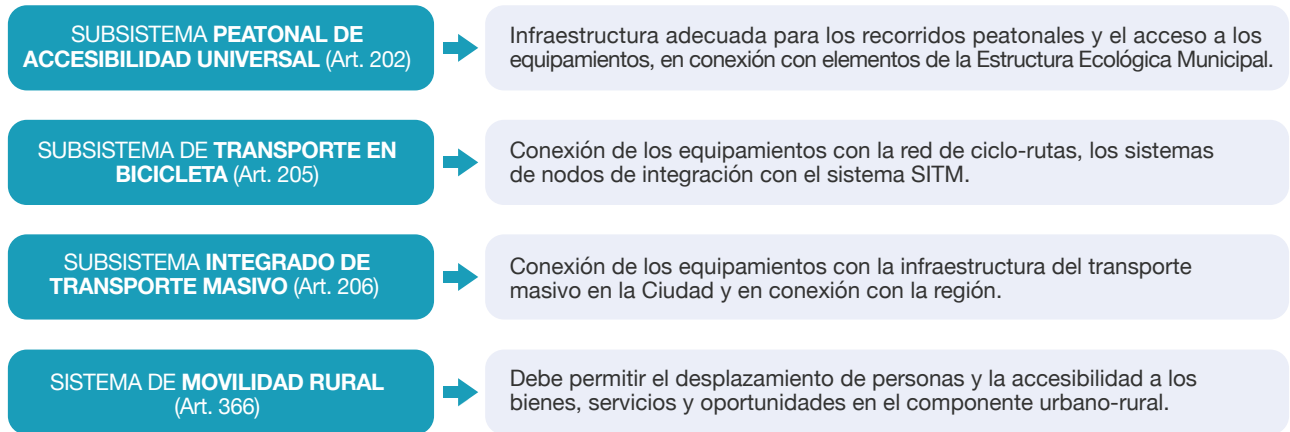 SUBSISTEMA PEATONAL DE
ACCESIBILIDAD UNIVERSAL (Art. 202)
Infraestructura adecuada para los recorridos peatonales y el acceso a los
equipamientos, en conexión con elementos de la Estructura Ecológica Municipal.
SUBSISTEMA DE TRANSPORTE EN
BICICLETA (Art. 205)
Conexión de los equipamientos con la red de ciclo-rutas, los sistemas
de nodos de integración con el sistema SITM.
SUBSISTEMA INTEGRADO DE
TRANSPORTE MASIVO (Art. 206)
Conexión de los equipamientos con la infraestructura del transporte
masivo en la Ciudad y en conexión con la región.
SISTEMA DE MOVILIDAD RURAL
(Art. 366)
Debe permitir el desplazamiento de personas y la accesibilidad a los
bienes, servicios y oportunidades en el componente urbano-rural.